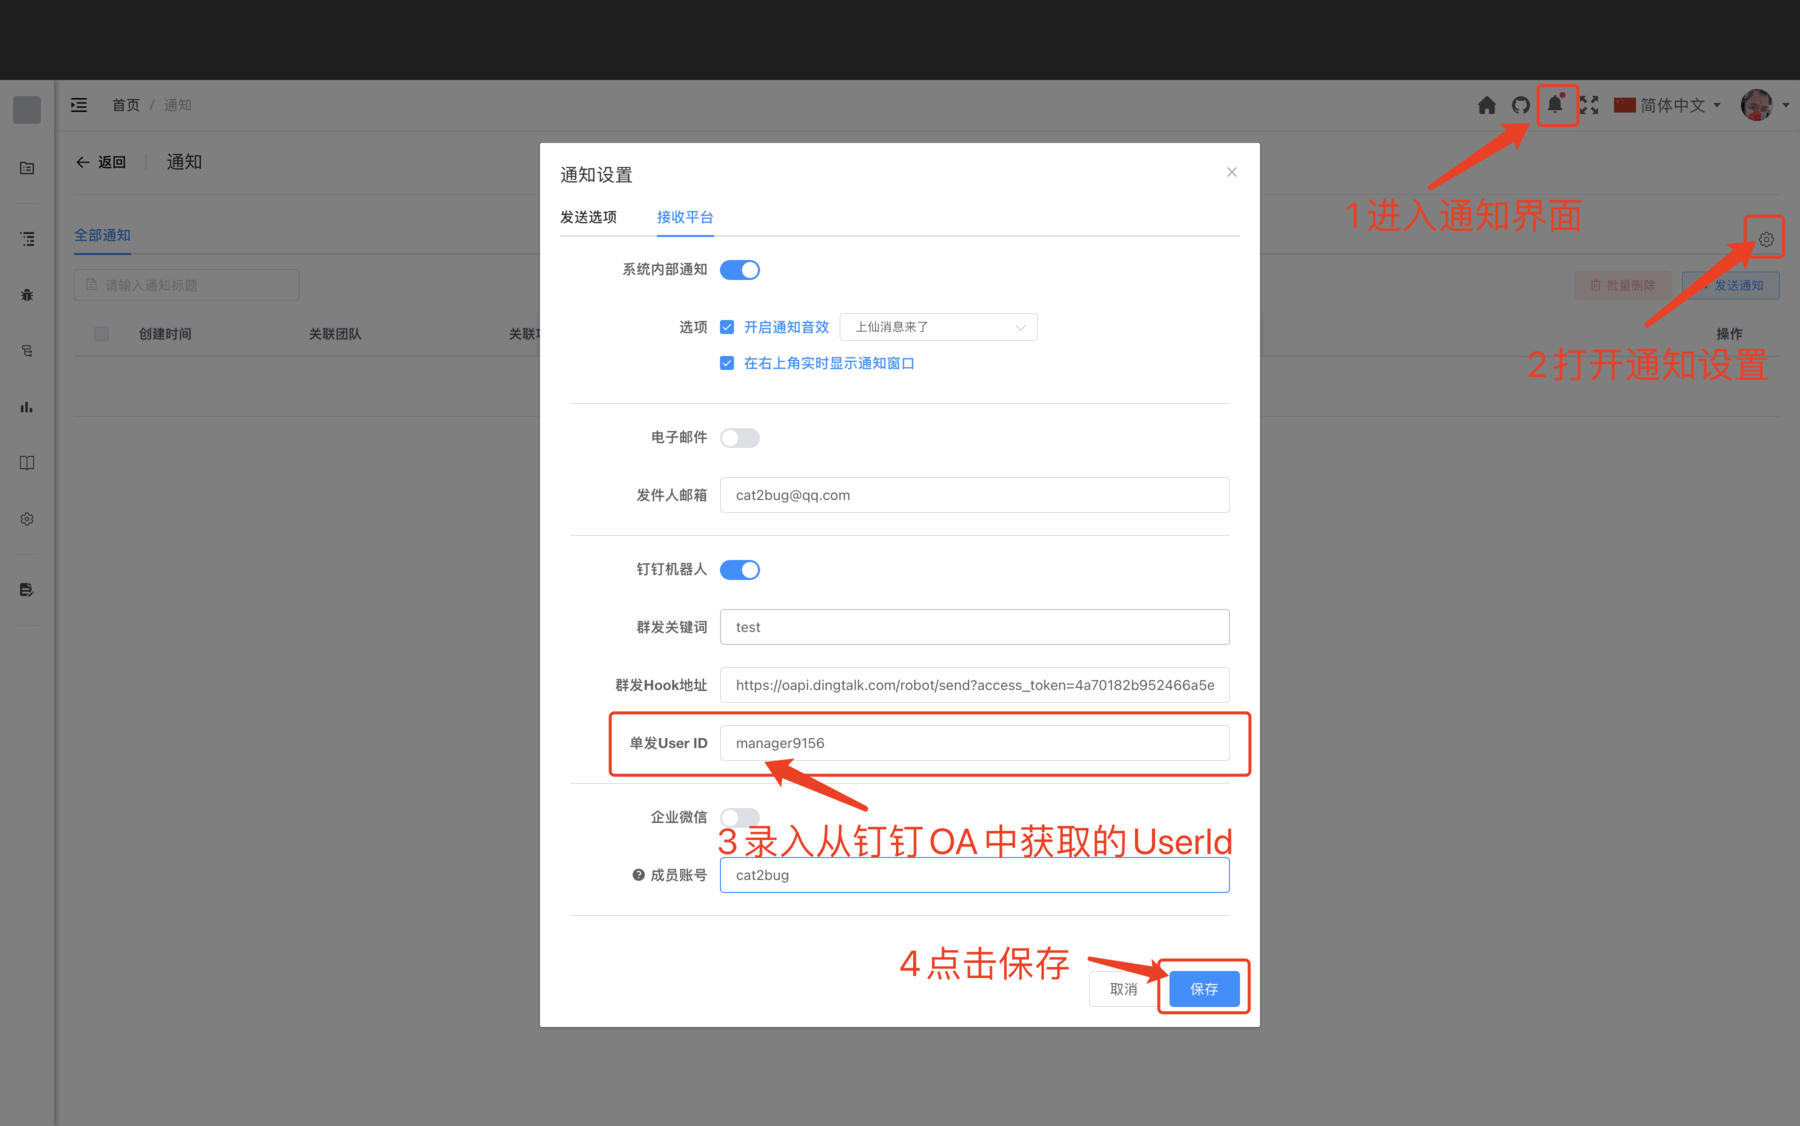 首页 / 通知
简体中文
返回
通知
1进入通知界面
全部通知
请输入通知标题
批量删除
发送通知
创建时间
关联团队
操作
2打开通知设置
通知设置
发送选项
接收平台
系统内部通知
选项
开启通知音效
上仙消息来了
在右上角实时显示通知窗口
电子邮件
发件人邮箱
cat2bug@qq.com
钉钉机器人
群发关键词
test
群发Hook地址
https://oapi.dingtalk.com/robot/send?access_token=4a70182b952466a5e
单发User ID
manager9156
企业微信
3录入从钉钉OA中获取的UserId
成员账号
cat2bug
4点击保存
取消
保存